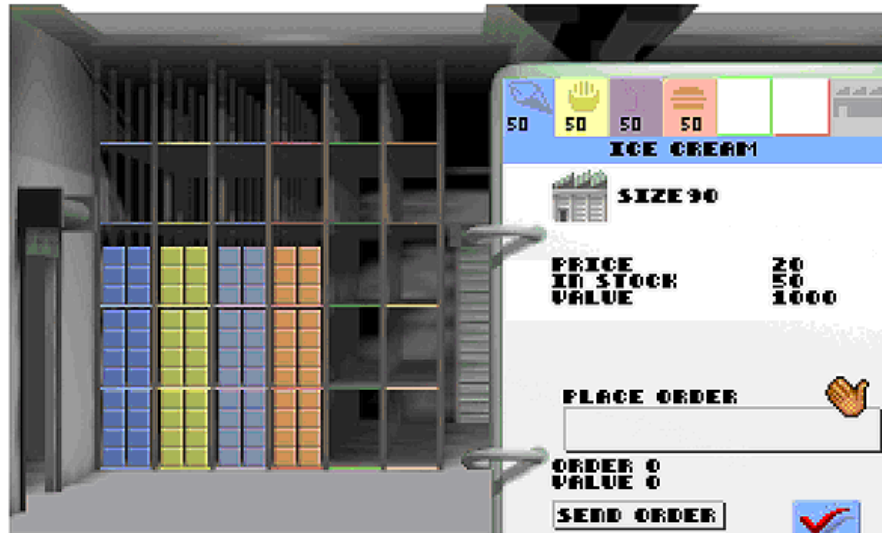 50 50 50 50
ICE CREAM
SIZE 90
PRICE 20
IN STOCK 50
VALUE 1000
PLACE ORDER
ORDER 0
VALUE 0
SEND ORDER